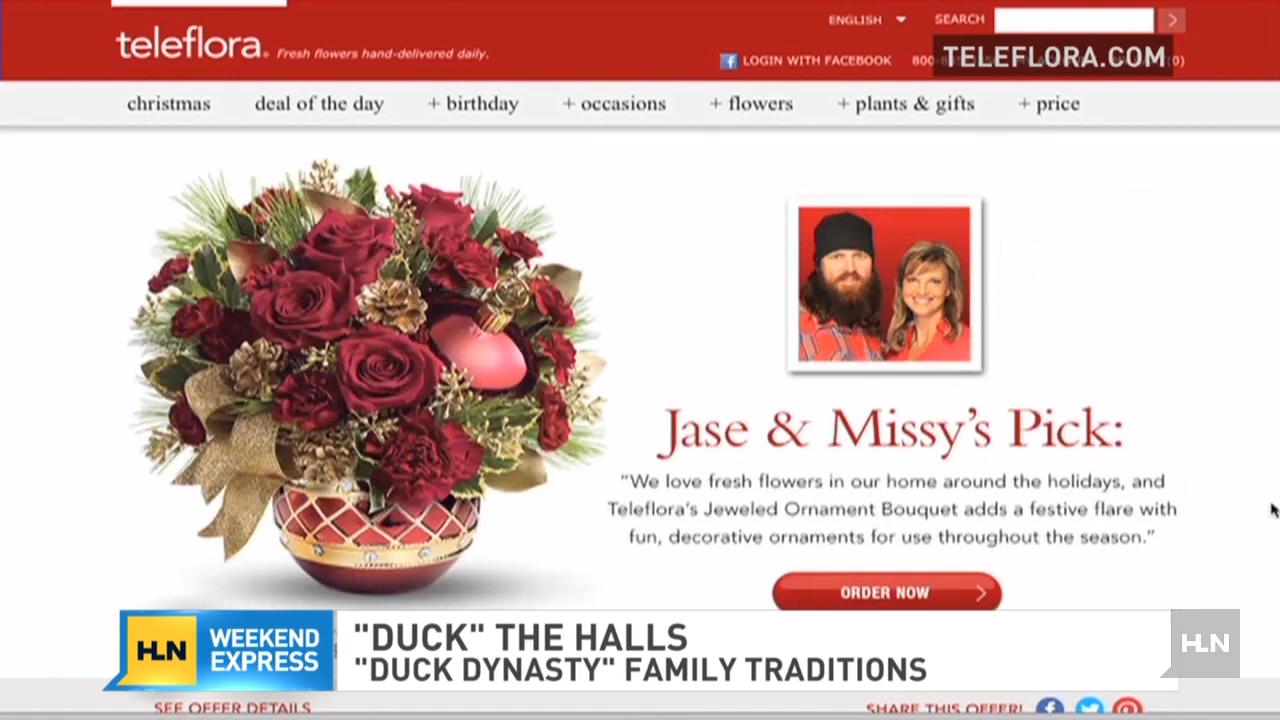 ENGLISH SEARCH
teleflora. Fresh flowers hand-delivered daily.
LOGIN WITH FACEBOOK
TELEFLORA.COM
christmas deal of the day + birthday + occasions + flowers + plants & gifts + price
Jase & Missy's Pick:
"We love fresh flowers in our home around the holidays, and
Teleflora's Jeweled Ornament Bouquet adds a festive flare with
fun, decorative ornaments for use throughout the season."
ORDER NOW
HLN WEEKEND EXPRESS
"DUCK" THE HALLS
"DUCK DYNASTY" FAMILY TRADITIONS
HLN
SEE OFFER DETAILS SHARE THIS OFFER!